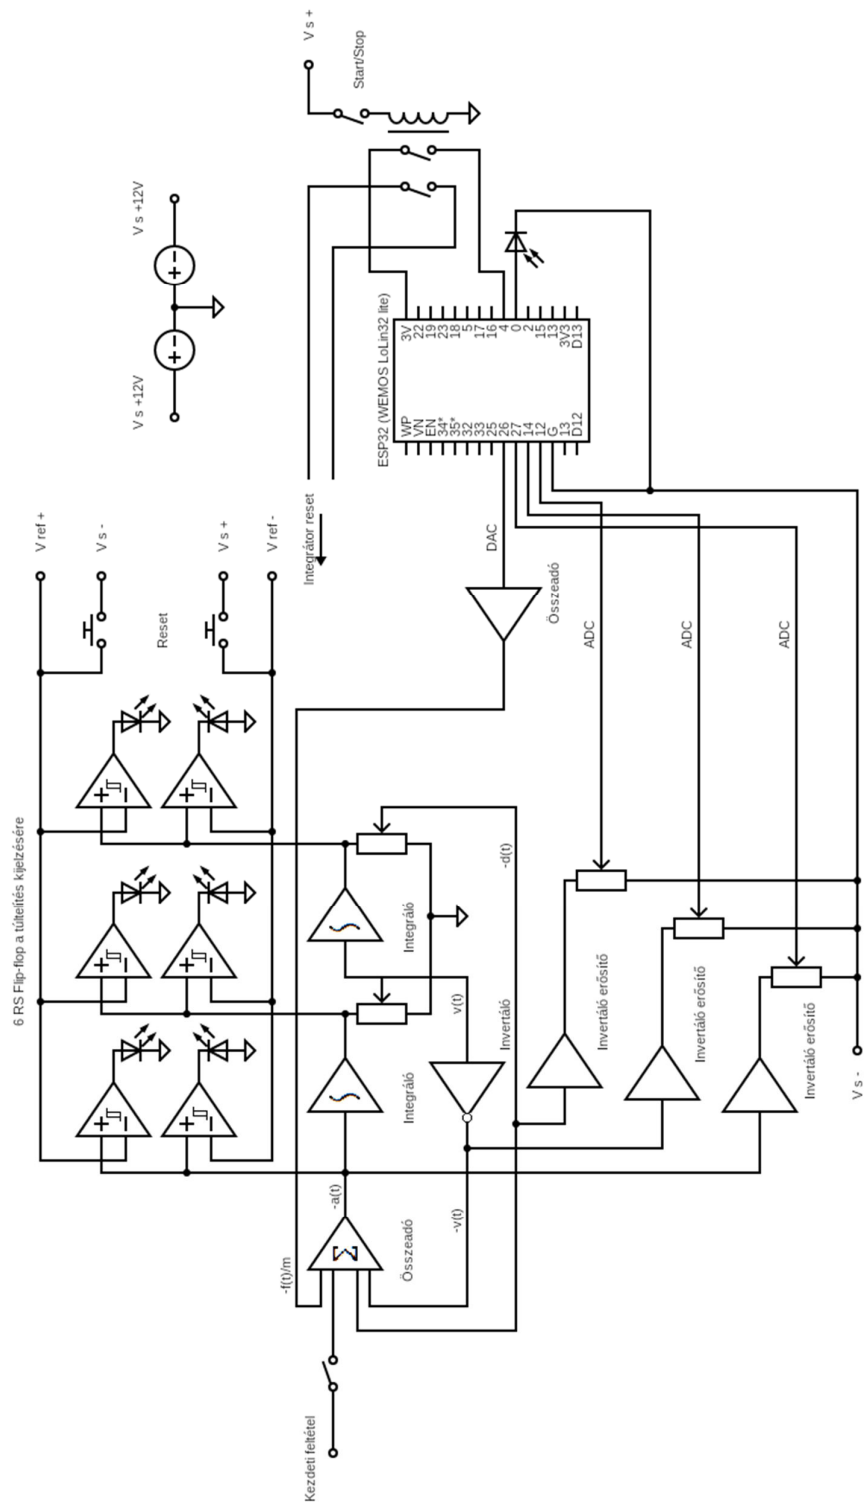 6 RS Flip-flop a túltelítés kijelzésére
V ref +
V s -
Reset
V s +
V ref -
V s +12V
V s +12V
V s +
Start/Stop
Integrátor reset
ESP32 (WEMOS LoLin32 lite)
WP
VN
EN
34*
35*
32
33
25
26
27
14
12
G
13
D12
3V
22
19
23
18
5
17
16
4
0
2
15
13
3V3
D13
DAC
Összeadó
ADC
ADC
ADC
Kezdeti feltétel
-f(t)/m
Σ
Összeadó
-a(t)
∫
Integráló
∫
Integráló
v(t)
-v(t)
-d(t)
Invertáló
Invertáló erősítő
Invertáló erősítő
Invertáló erősítő
V s -